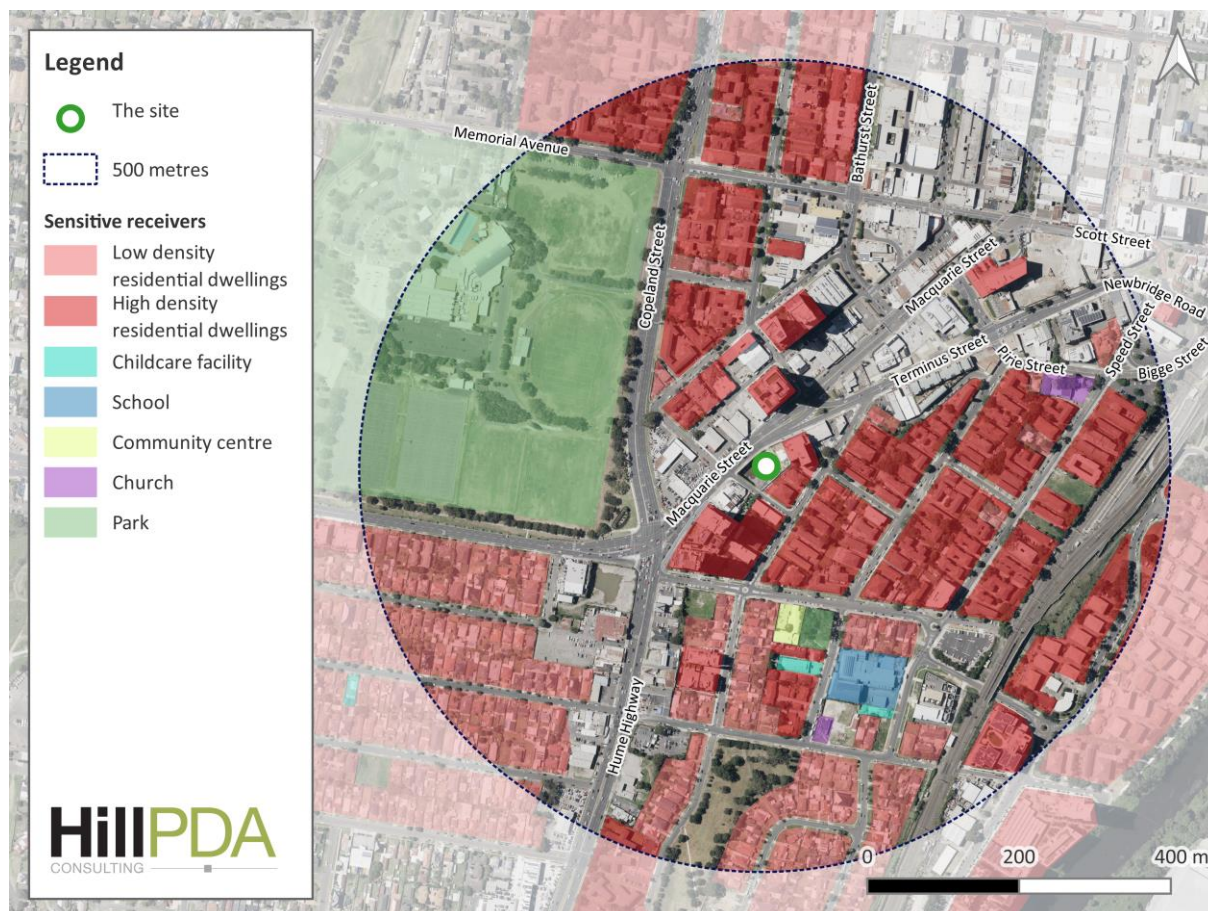 Legend
The site
500 metres
Sensitive receivers
Low density
residential dwellings
High density
residential dwellings
Childcare facility
School
Community centre
Church
Park
HillPDA
CONSULTING
Memorial Avenue
Bathurst Street
Copeland Street
Scott Street
Macquarie Street
Newbridge Road
Terminus Street
Pirie Street
Speed Street
Bigge Street
Macquarie Street
Hume Highway
0 200 400 m